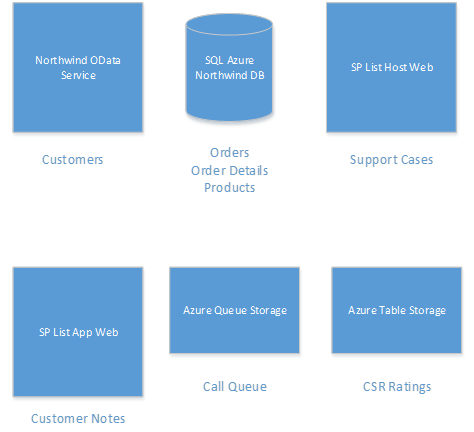 Northwind OData
Service
SQL Azure
Northwind DB
SP List Host Web
Customers
Orders
Order Details
Products
Support Cases
SP List App Web
Azure Queue Storage
Azure Table Storage
Call Queue
CSR Ratings
Customer Notes